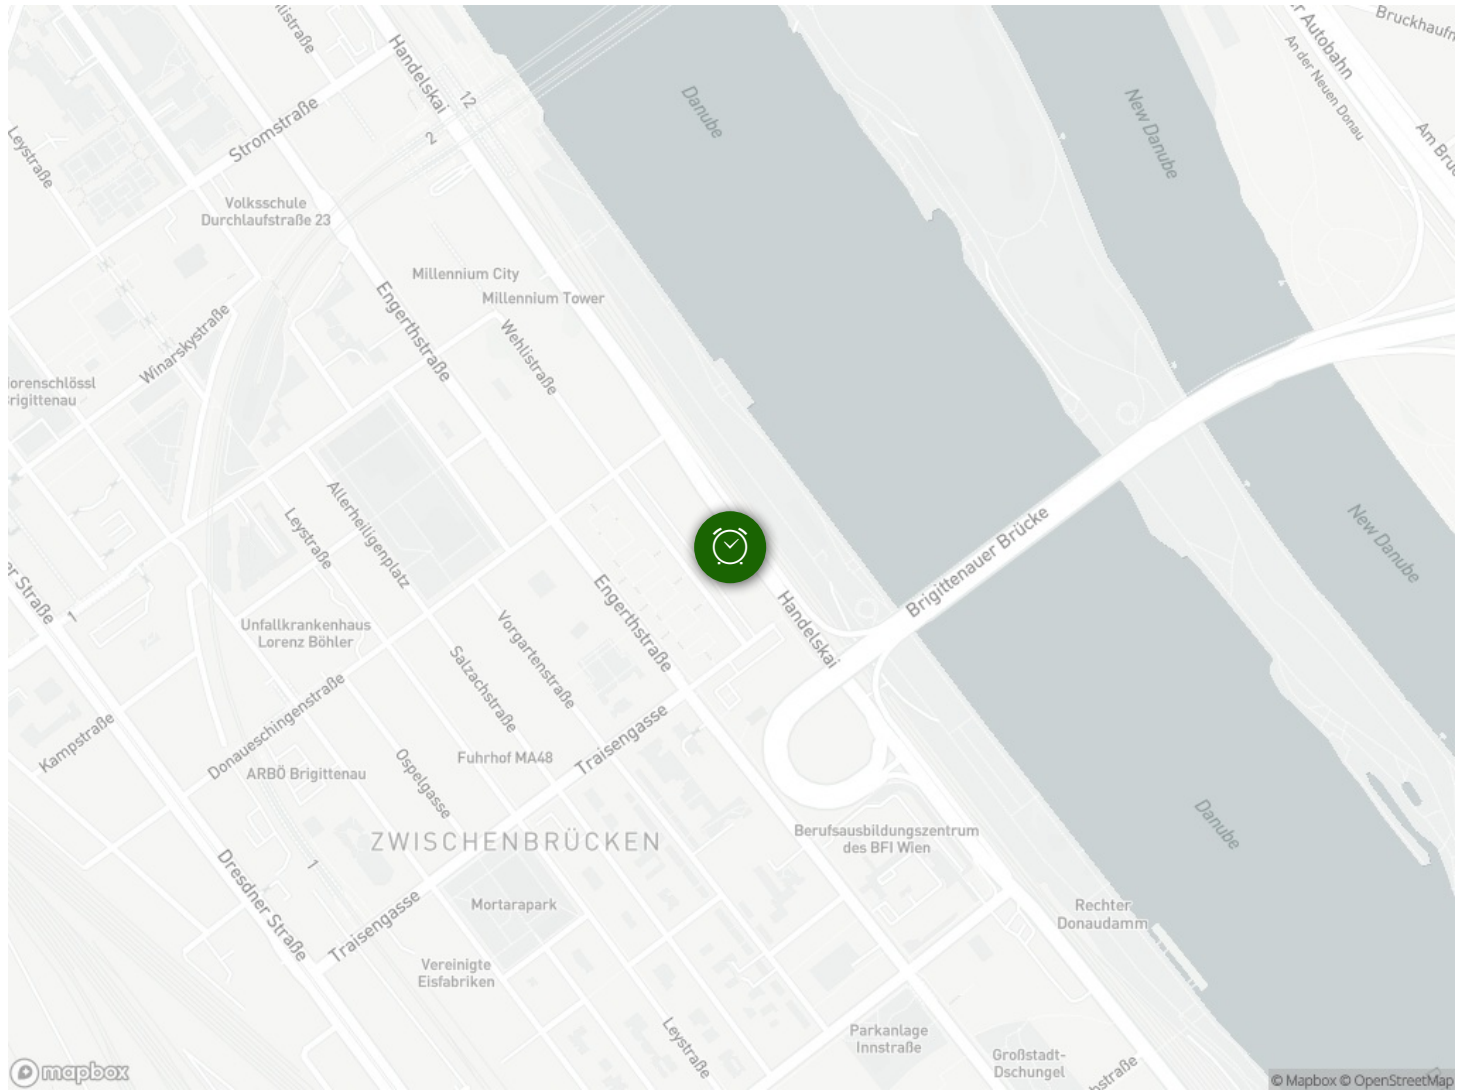 listraße
Handelskai
12
2
Stromstraße
Leystraße
Danube
New Danube
r Autobahn
Bruckhaufn
An der Neuen Donau
Am Bruc
Volksschule
Durchlaufstraße 23
Millennium City
Millennium Tower
Engerthstraße
Wehlistraße
Winarskystraße
orenschlössl
rigittenau
Allerheiligenplatz
Leystraße
er Straße
1
Unfallkrankenhaus
Lorenz Böhler
Engerthstraße
Vorgartenstraße
Salzachstraße
Handelskai
Brigittenauer Brücke
New Danube
Kampstraße
Donaueschingenstraße
ARBÖ Brigittenau
Ospelgasse
Fuhrhof MA48
Traisengasse
ZWISCHENBRÜCKEN
Berufsausbildungszentrum
des BFI Wien
Danube
Dresdner Straße
1
Traisengasse
Mortarapark
Rechter
Donaudamm
Vereinigte
Eisfabriken
Leystraße
Parkanlage
Innstraße
Großstadt-
Dschungel
straße
mapbox
© Mapbox © OpenStreetMap